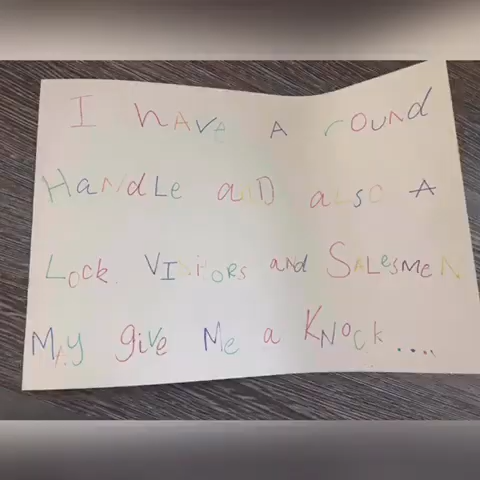 I hAVe A rOUNd
HaNdLe aND also A
Lock. VIsitORS aNd SALesMeN
MAy giVe Me a KNOck....